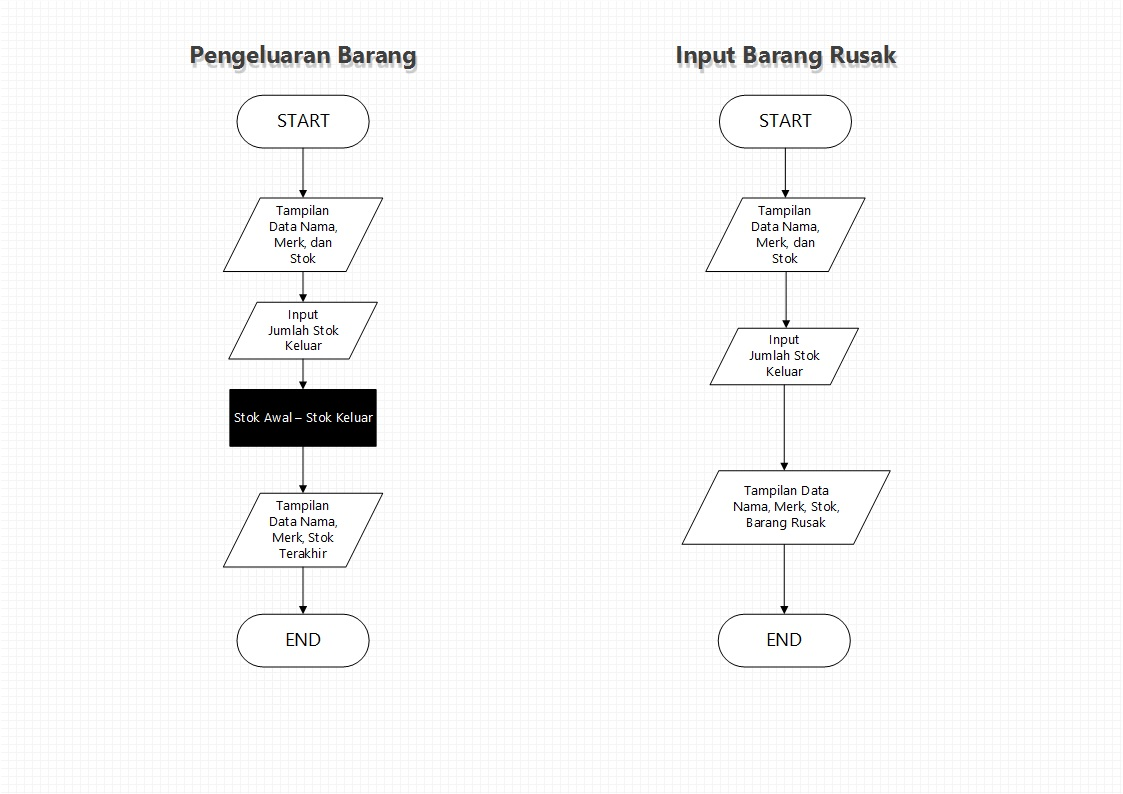 Pengeluaran Barang
START
Tampilan
Data Nama,
Merk, dan
Stok
Input
Jumlah Stok
Keluar
Stok Awal – Stok Keluar
Tampilan
Data Nama,
Merk, Stok
Terakhir
END
Input Barang Rusak
START
Tampilan
Data Nama,
Merk, dan
Stok
Input
Jumlah Stok
Keluar
Tampilan Data
Nama, Merk, Stok,
Barang Rusak
END